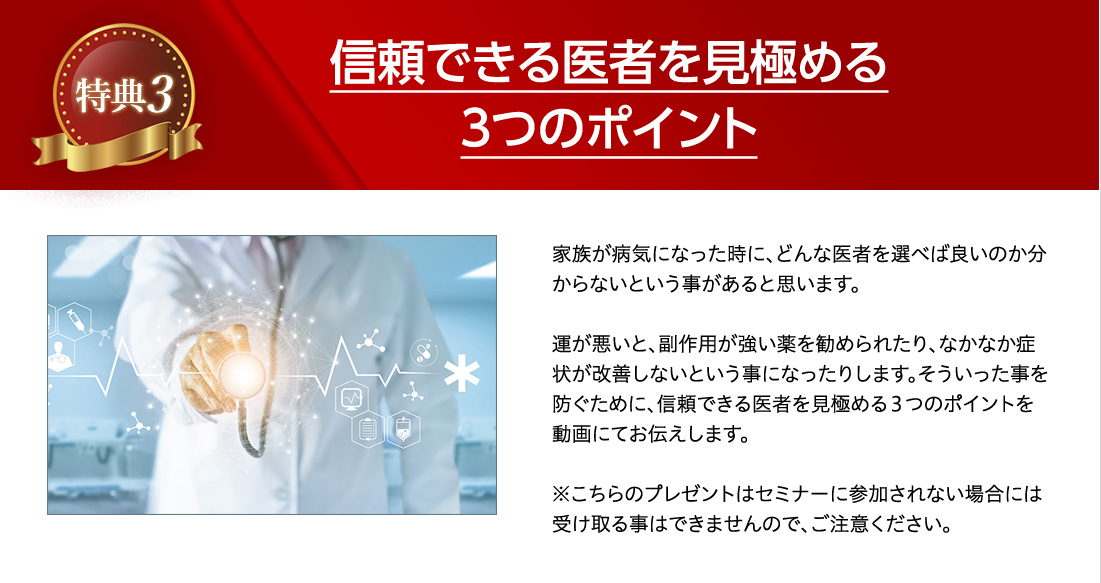 特典3
信頼できる医者を見極める
3つのポイント
家族が病気になった時に、どんな医者を選べば良いのか分
からないという事があると思います。
運が悪いと、副作用が強い薬を勧められたり、なかなか症
状が改善しないという事になったりします。そういった事を
防ぐために、信頼できる医者を見極める３つのポイントを
動画にてお伝えします。
※こちらのプレゼントはセミナーに参加されない場合には
受け取る事はできませんので、ご注意ください。